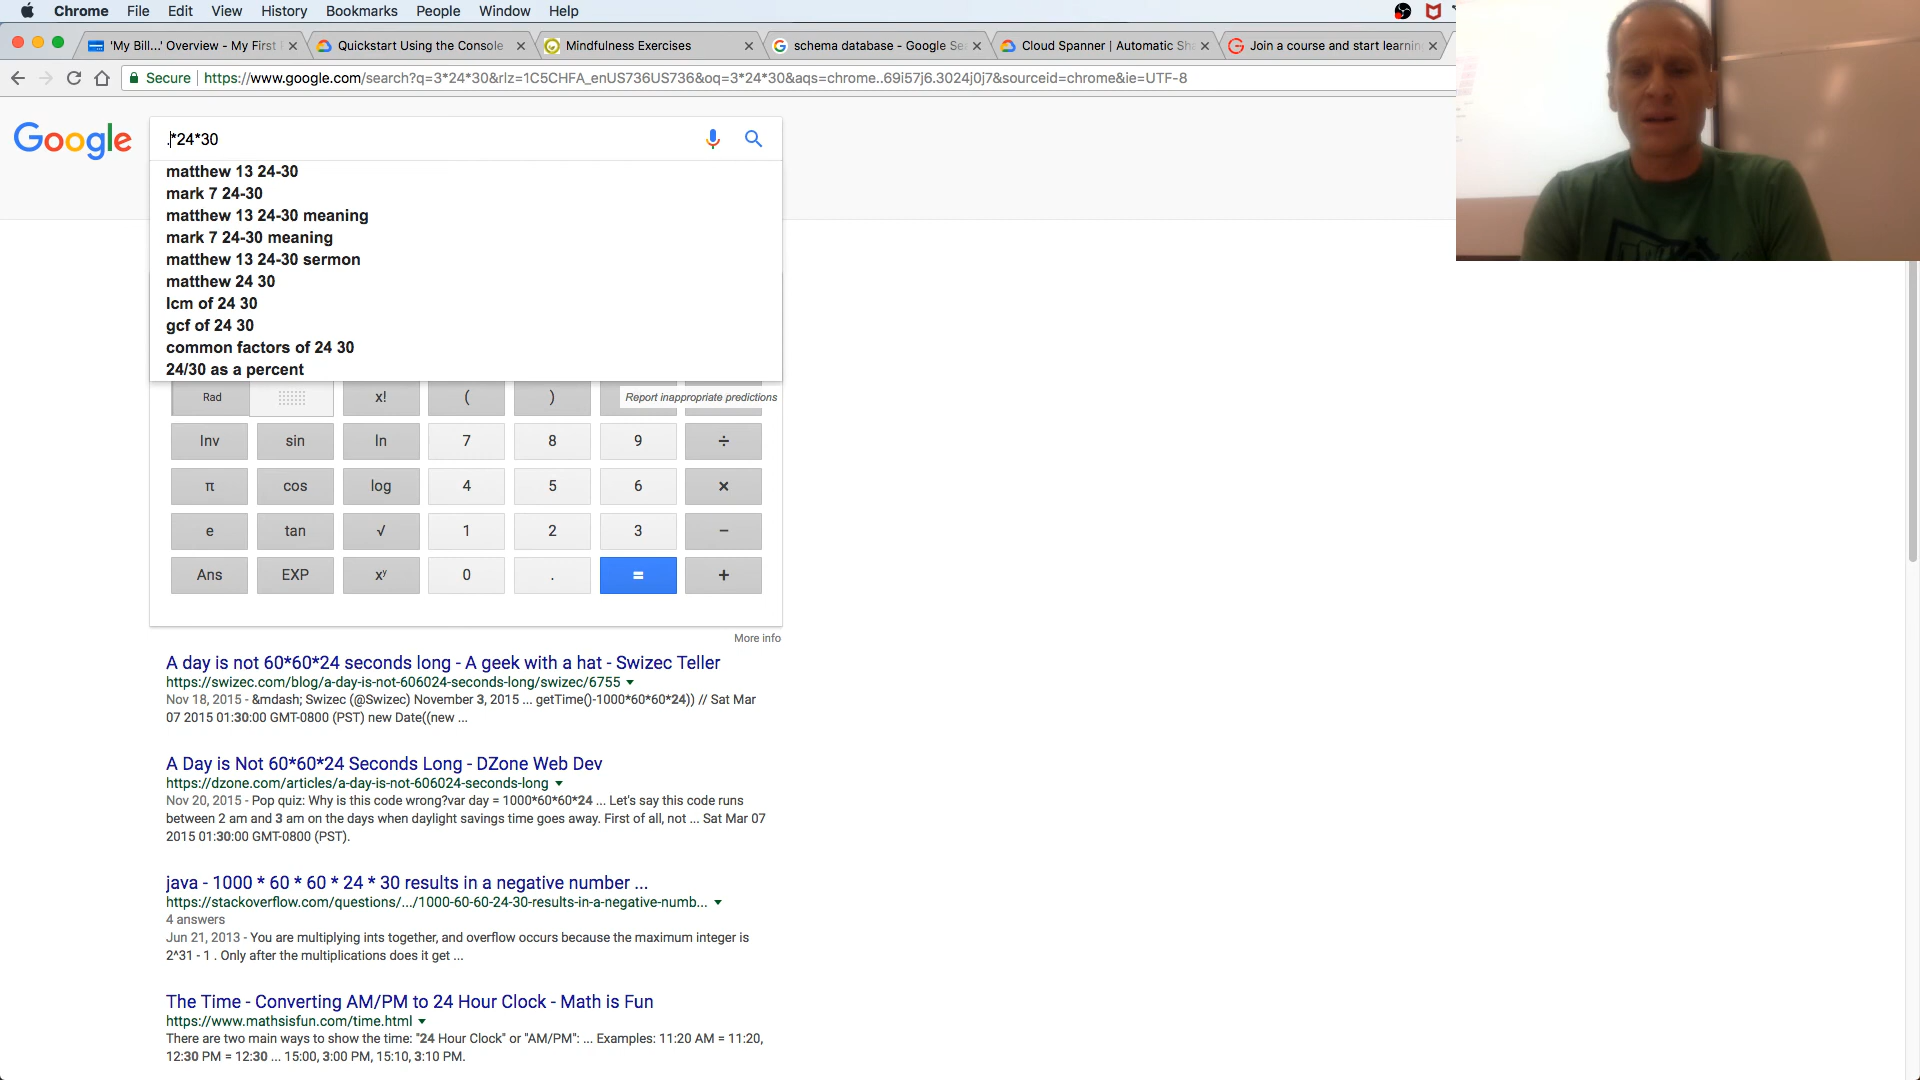 Chrome File Edit View History Bookmarks People Window Help
'My Bill...' Overview - My First
Quickstart Using the Console
Mindfulness Exercises
schema database - Google Se
Cloud Spanner | Automatic Sh
Join a course and start learnin
Secure https://www.google.com/search?q=3*24*30&rlz=1C5CHFA_enUS736US736&oq=3*24*30&aqs=chrome..69i57j6.3024j0j7&sourceid=chrome&ie=UTF-8
Google
.*24*30
matthew 13 24-30
mark 7 24-30
matthew 13 24-30 meaning
mark 7 24-30 meaning
matthew 13 24-30 sermon
matthew 24 30
lcm of 24 30
gcf of 24 30
common factors of 24 30
24/30 as a percent
Report inappropriate predictions
Rad x! ( )
Inv sin ln 7 8 9 ÷
π cos log 4 5 6 ×
e tan √ 1 2 3 −
Ans EXP xʸ 0 . = +
More info
A day is not 60*60*24 seconds long - A geek with a hat - Swizec Teller
https://swizec.com/blog/a-day-is-not-606024-seconds-long/swizec/6755
Nov 18, 2015 - &mdash; Swizec (@Swizec) November 3, 2015 ... getTime()-1000*60*60*24)) // Sat Mar
07 2015 01:30:00 GMT-0800 (PST) new Date((new ...
A Day is Not 60*60*24 Seconds Long - DZone Web Dev
https://dzone.com/articles/a-day-is-not-606024-seconds-long
Nov 20, 2015 - Pop quiz: Why is this code wrong?var day = 1000*60*60*24 ... Let's say this code runs
between 2 am and 3 am on the days when daylight savings time goes away. First of all, not ... Sat Mar 07
2015 01:30:00 GMT-0800 (PST).
java - 1000 * 60 * 60 * 24 * 30 results in a negative number ...
https://stackoverflow.com/questions/.../1000-60-60-24-30-results-in-a-negative-numb...
4 answers
Jun 21, 2013 - You are multiplying ints together, and overflow occurs because the maximum integer is
2^31 - 1 . Only after the multiplications does it get ...
The Time - Converting AM/PM to 24 Hour Clock - Math is Fun
https://www.mathsisfun.com/time.html
There are two main ways to show the time: "24 Hour Clock" or "AM/PM": ... Examples: 11:20 AM = 11:20,
12:30 PM = 12:30 ... 15:00, 3:00 PM, 15:10, 3:10 PM.